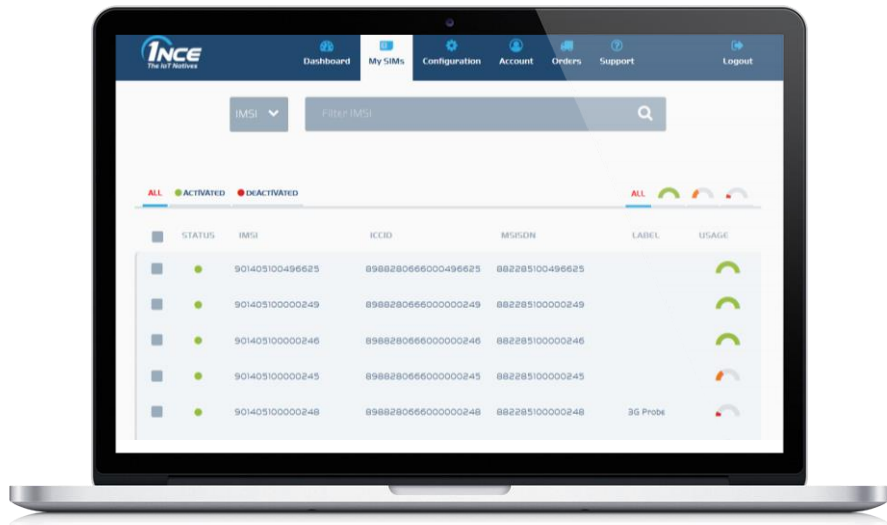 1NCE
The IoT Natives
Dashboard My SIMs Configuration Account Orders Support Logout
IMSI Filter IMSI
ALL ACTIVATED DEACTIVATED ALL
STATUS IMSI ICCID MSISDN LABEL USAGE
901405100496625 8988280666000496625 882285100496625
901405100000249 8988280666000000249 882285100000249
901405100000246 8988280666000000246 882285100000246
901405100000245 8988280666000000245 882285100000245
901405100000248 8988280666000000248 882285100000248 3G Probe